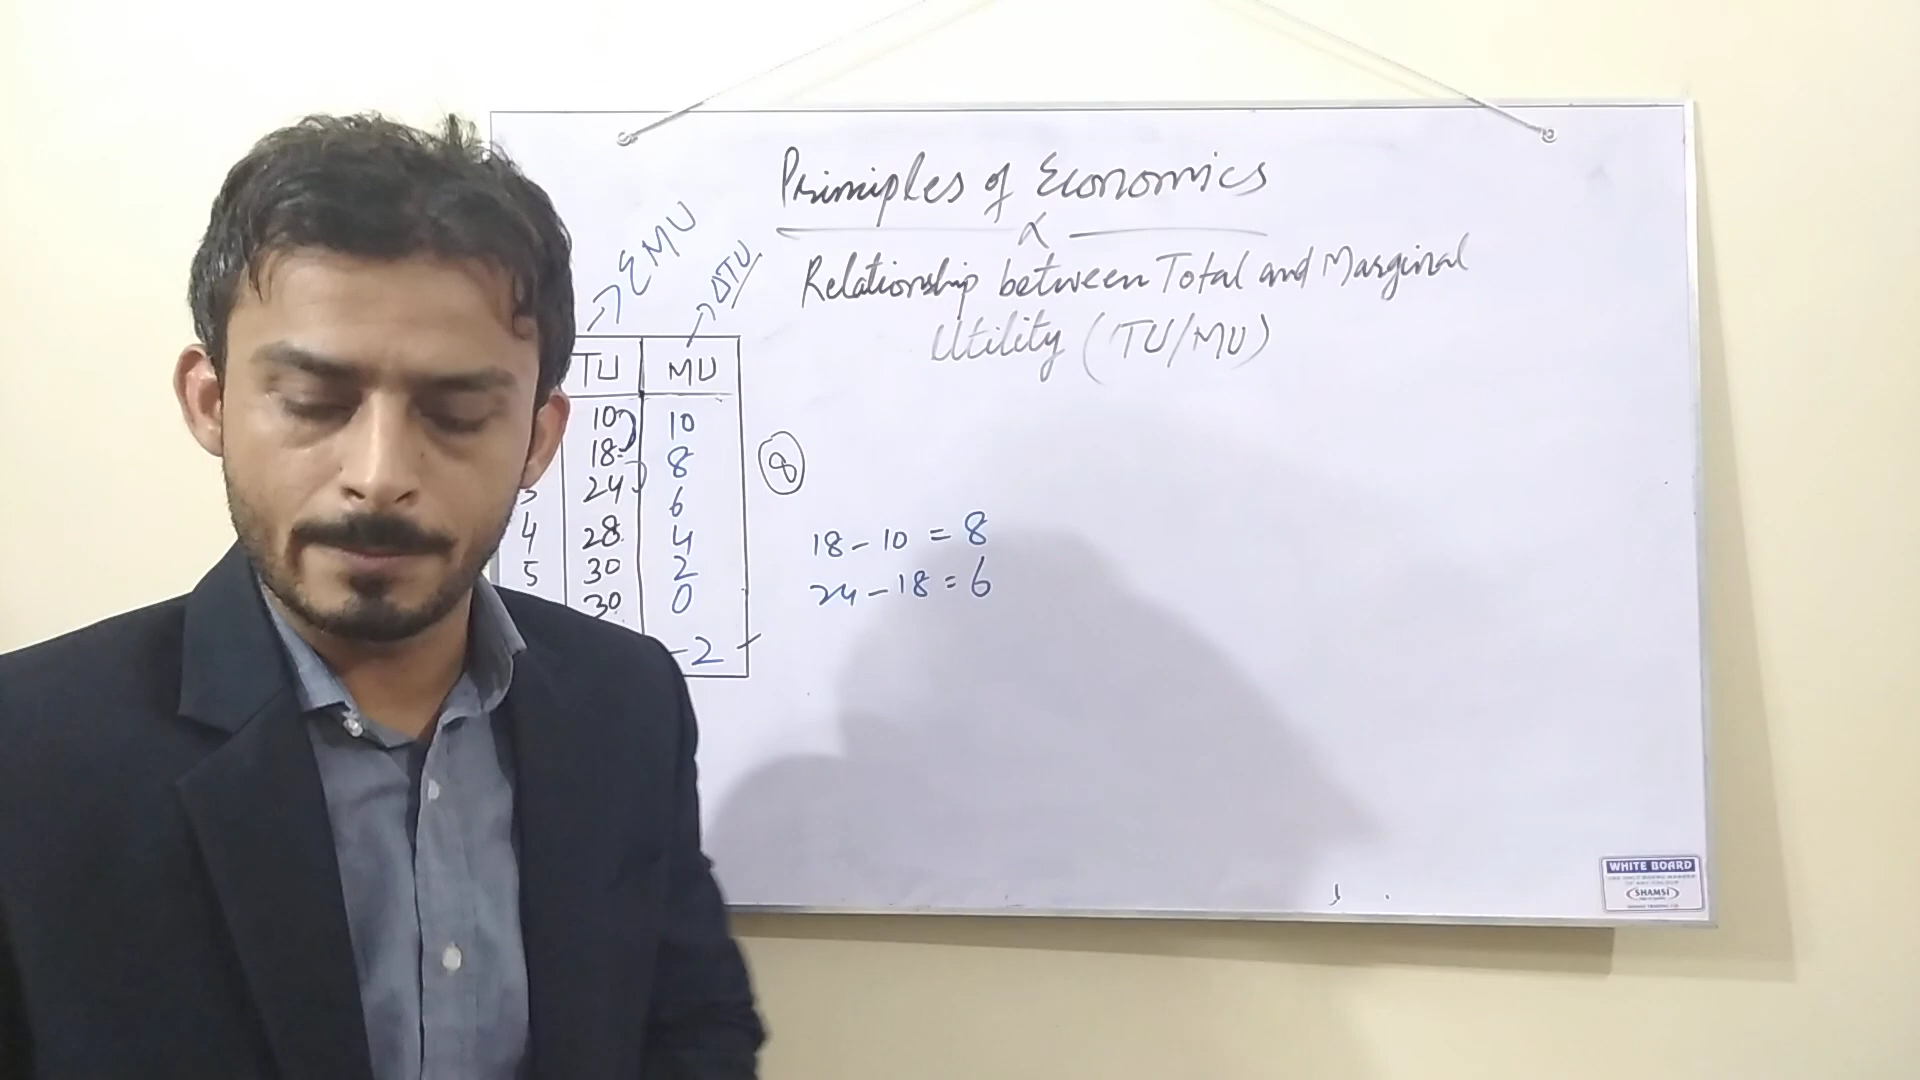 Principles of Economics
Relationship between Total and Marginal
Utility (TU/MU)
ΣMU
ΔTU
TU MU
10 10
18 8
24 6
4 28 4
5 30 2
30 0
-2
8
18 - 10 = 8
24 - 18 = 6
WHITE BOARD
SHAMSI